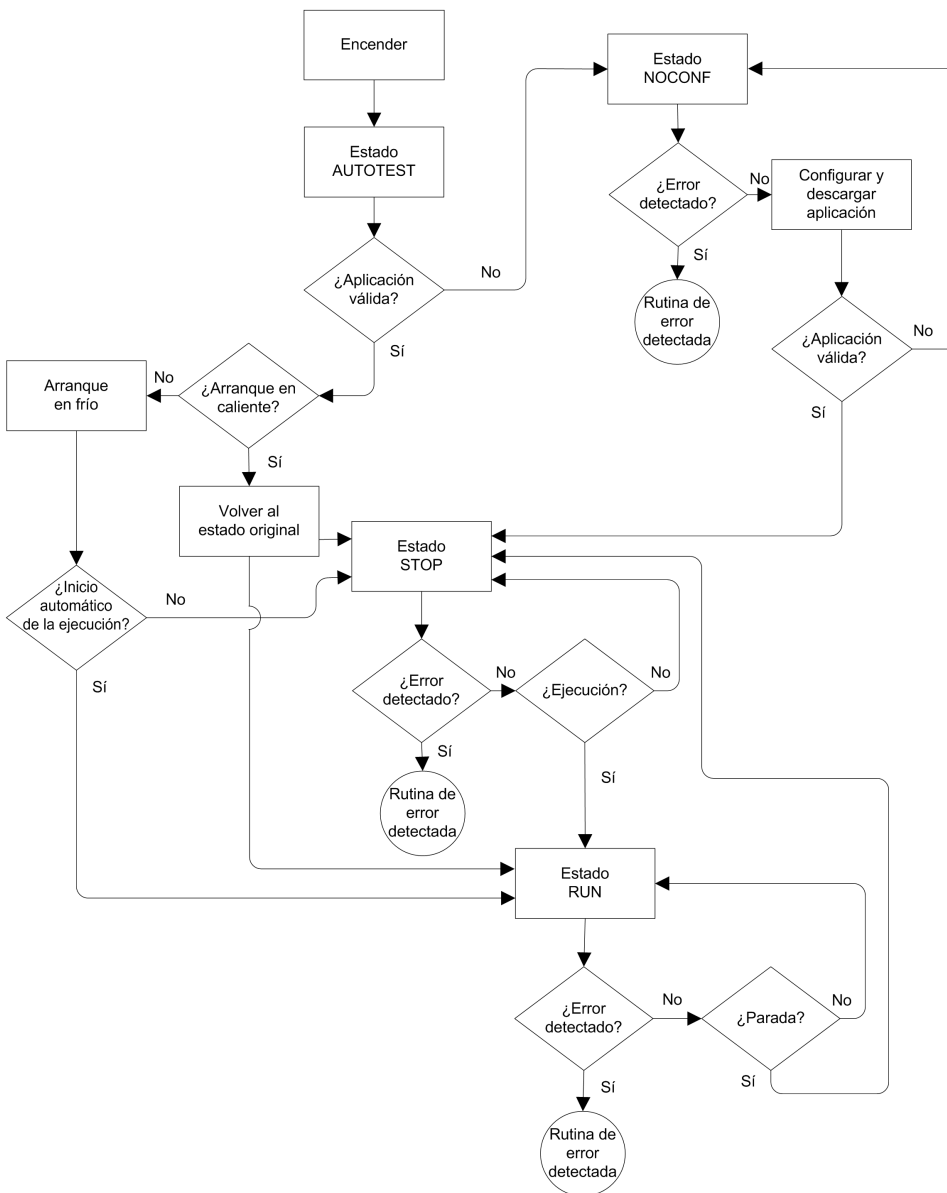 Encender
Estado
NOCONF
Estado
AUTOTEST
¿Error
detectado?
No
Configurar y
descargar
aplicación
Sí
¿Aplicación
válida?
No
Rutina de
error
detectada
¿Aplicación
válida?
No
Sí
Sí
Arranque
en frío
No
¿Arranque en
caliente?
Sí
Volver al
estado original
Estado
STOP
¿Inicio
automático
de la ejecución?
No
Sí
¿Error
detectado?
No
¿Ejecución?
No
Sí
Sí
Rutina de
error
detectada
Estado
RUN
¿Error
detectado?
No
¿Parada?
No
Sí
Sí
Rutina de
error
detectada